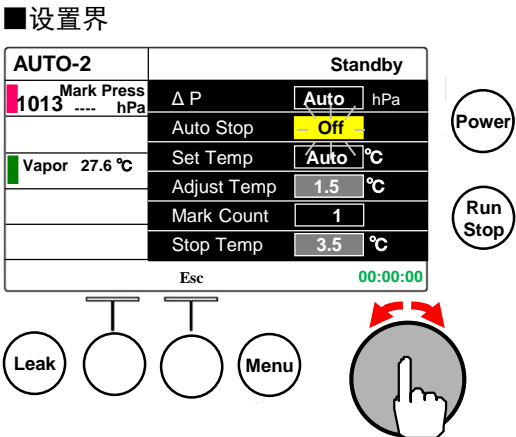 ■设置界
AUTO-2 Standby
1013 Mark Press
---- hPa
Δ P Auto hPa
Auto Stop Off
Vapor 27.6 ℃
Set Temp Auto ℃
Adjust Temp 1.5 ℃
Mark Count 1
Stop Temp 3.5 ℃
Esc 00:00:00
Power
Run
Stop
Leak
Menu